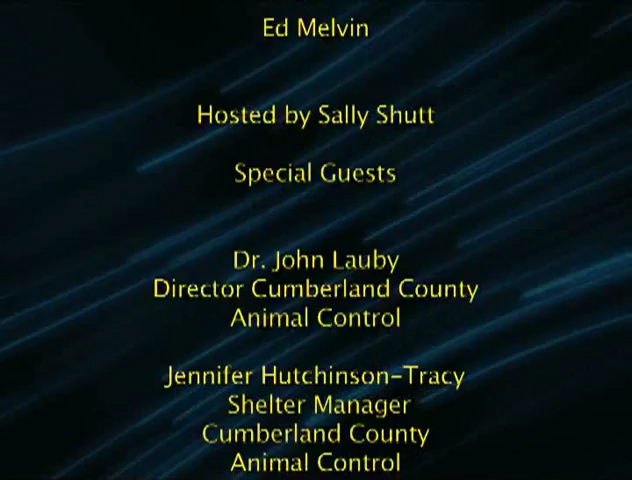 Ed Melvin
Hosted by Sally Shutt
Special Guests
Dr. John Lauby
Director Cumberland County
Animal Control
Jennifer Hutchinson-Tracy
Shelter Manager
Cumberland County
Animal Control